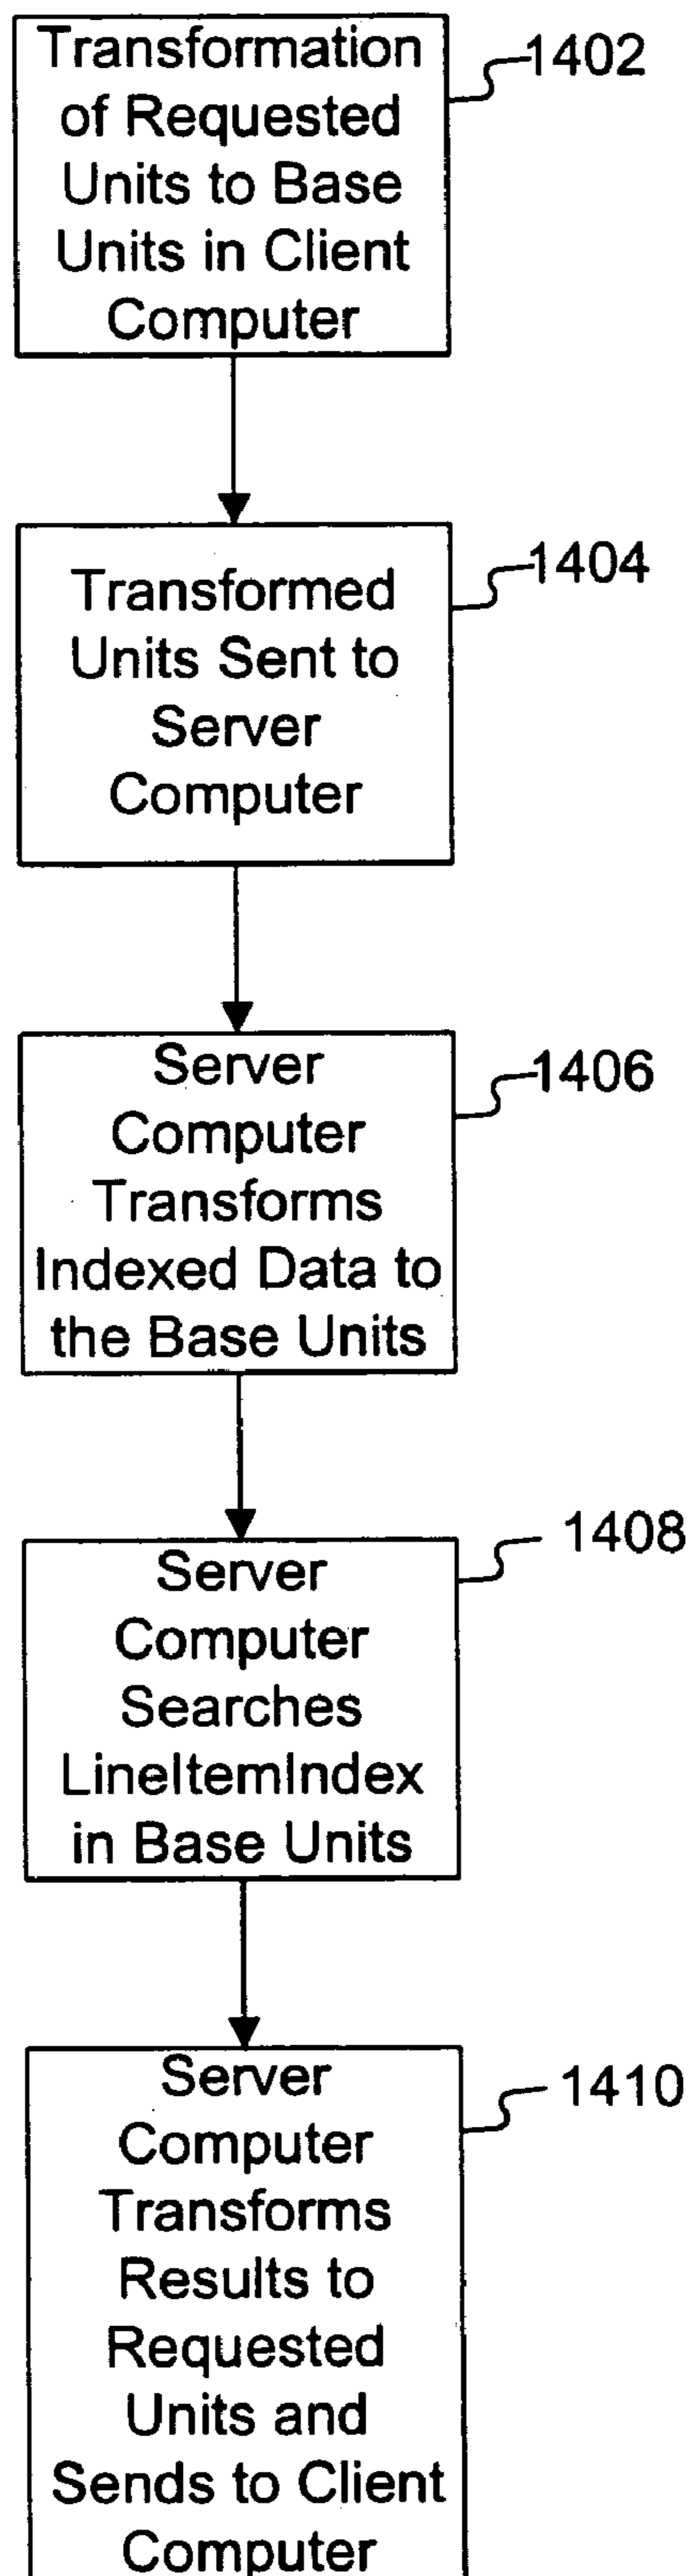 Transformation
of Requested
Units to Base
Units in Client
Computer
1402
Transformed
Units Sent to
Server
Computer
1404
Server
Computer
Transforms
Indexed Data to
the Base Units
1406
Server
Computer
Searches
LineItemIndex
in Base Units
1408
Server
Computer
Transforms
Results to
Requested
Units and
Sends to Client
Computer
1410